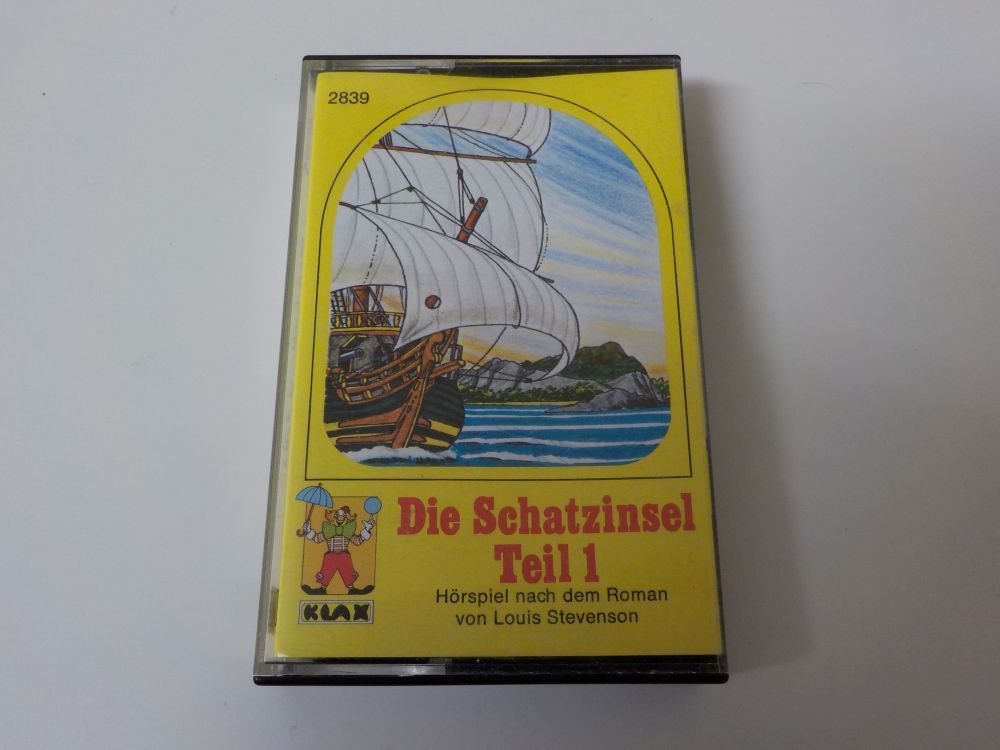 2839
Die Schatzinsel
Teil 1
Hörspiel nach dem Roman
von Louis Stevenson
KLAX